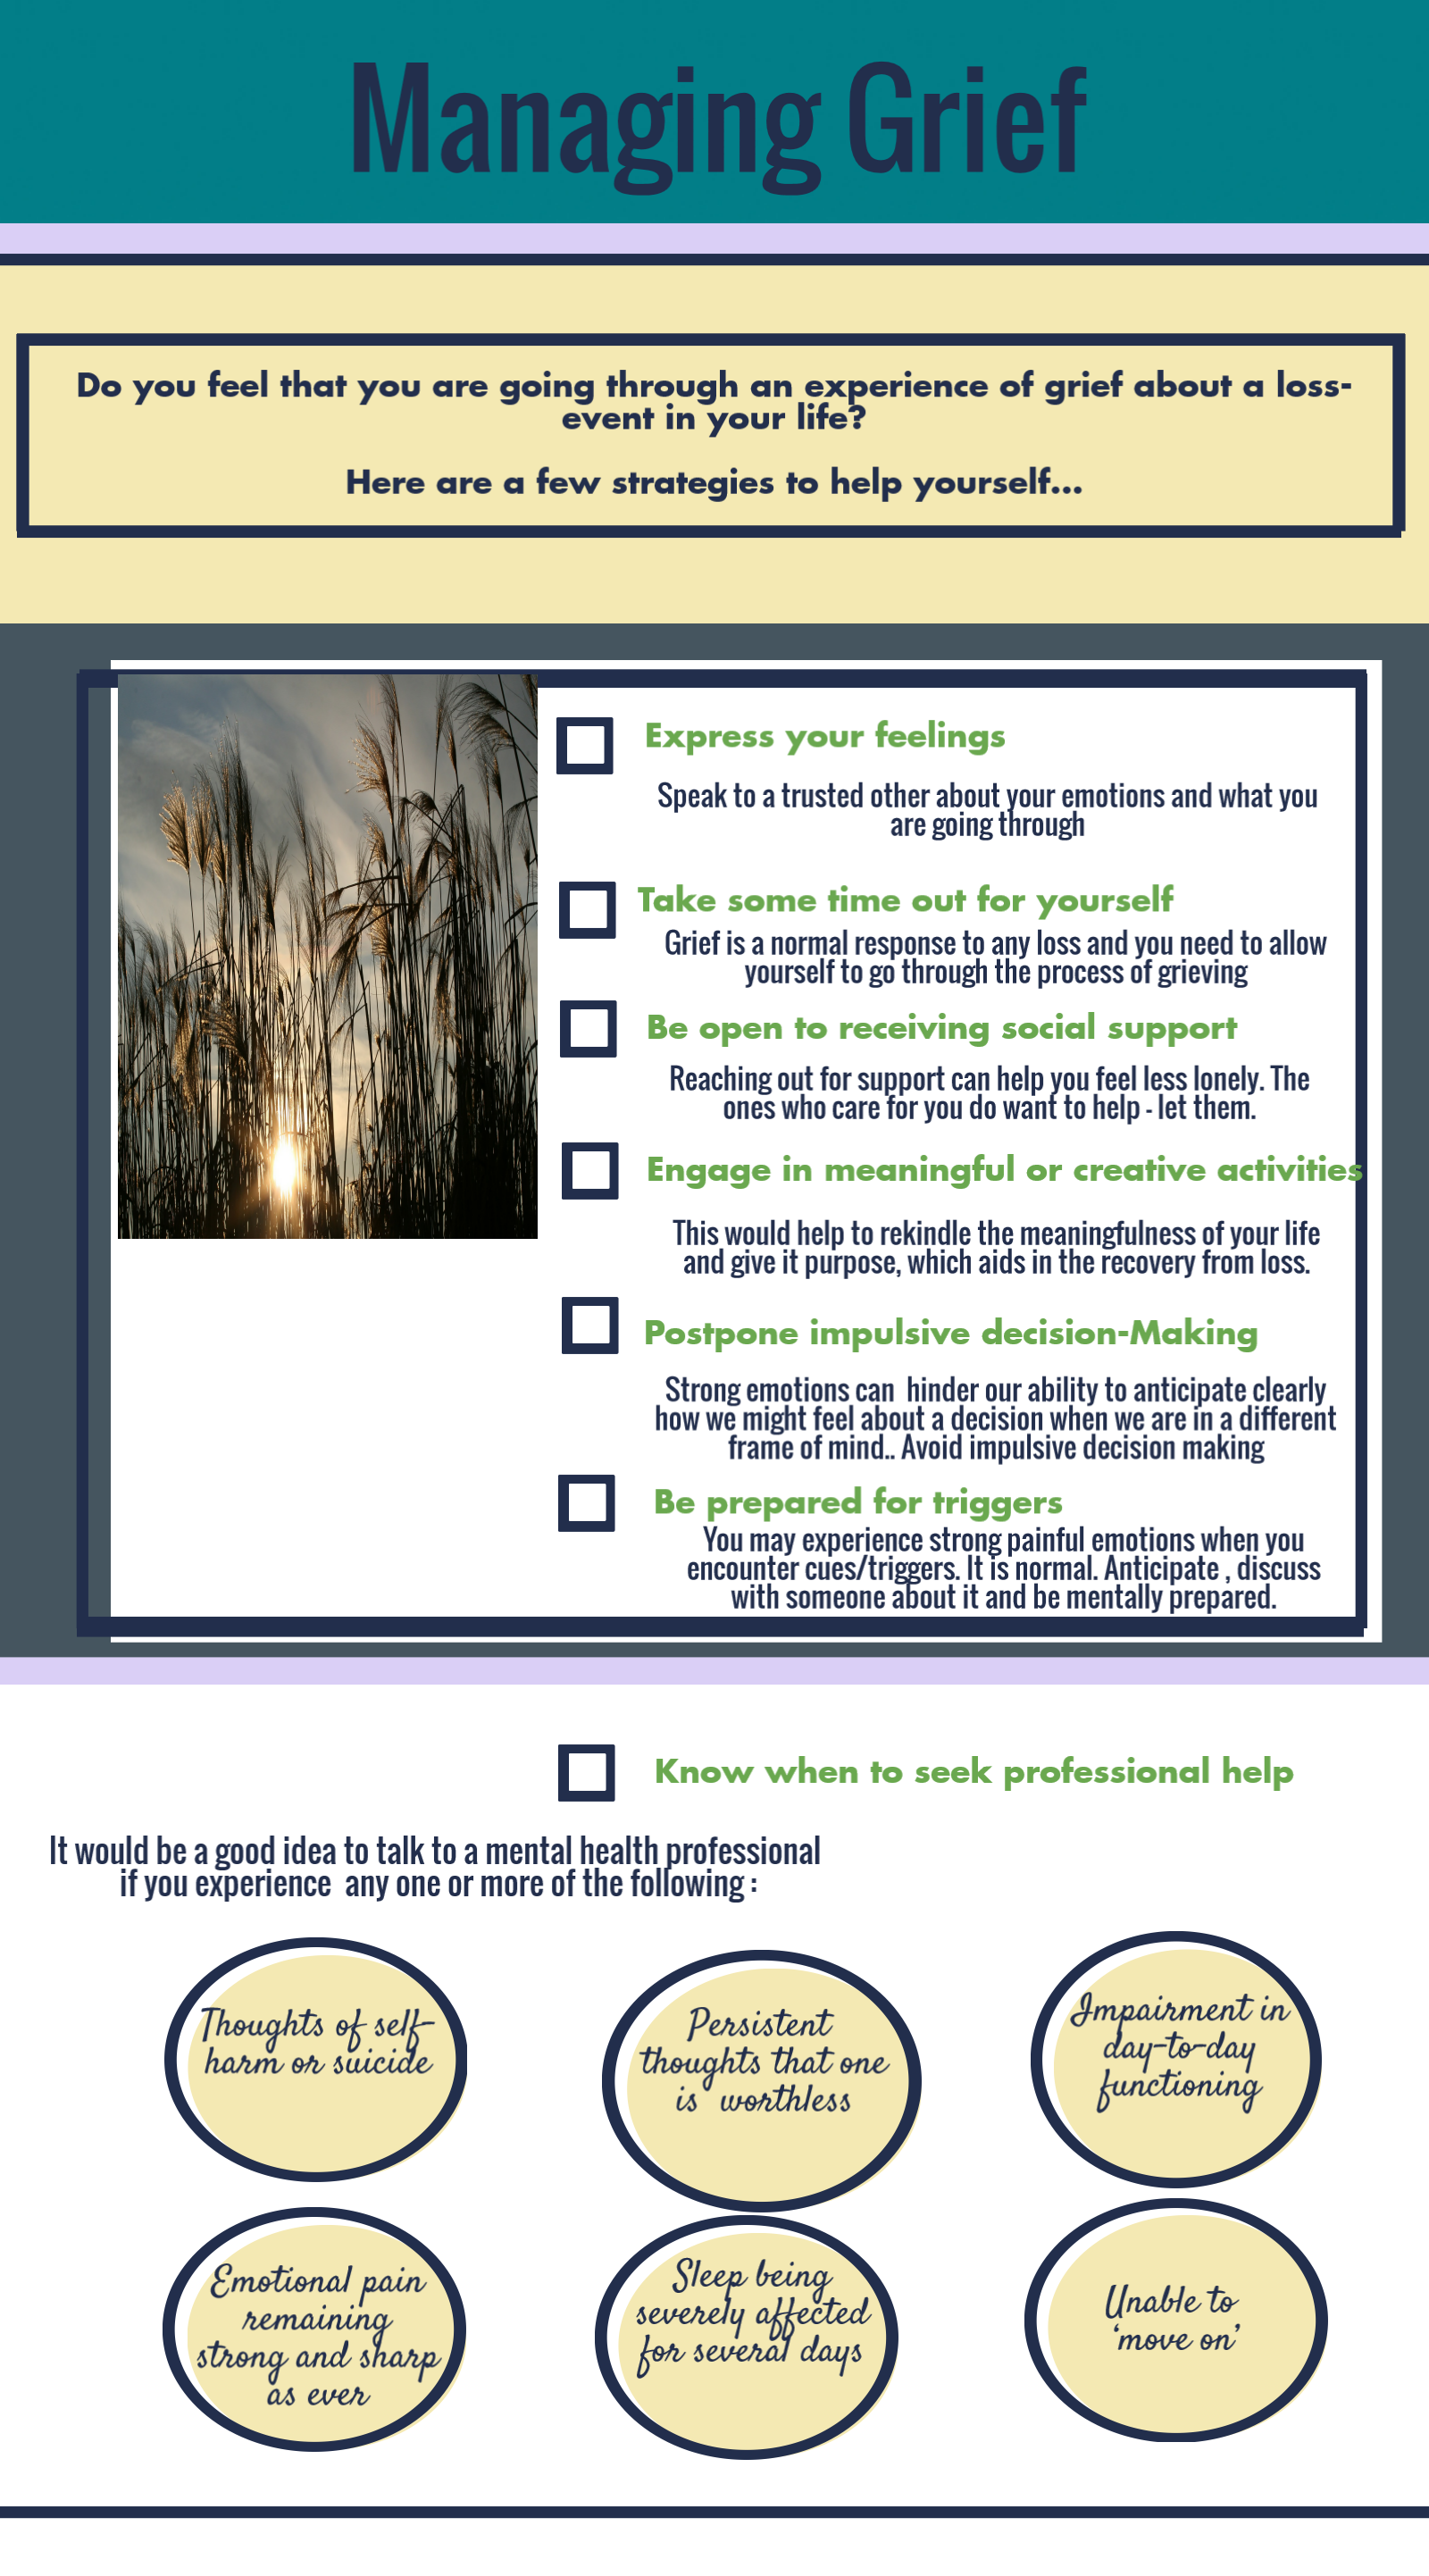 Managing Grief
Do you feel that you are going through an experience of grief about a loss-
event in your life?
Here are a few strategies to help yourself...
Express your feelings
Speak to a trusted other about your emotions and what you
are going through
Take some time out for yourself
Grief is a normal response to any loss and you need to allow
yourself to go through the process of grieving
Be open to receiving social support
Reaching out for support can help you feel less lonely. The
ones who care for you do want to help - let them.
Engage in meaningful or creative activities
This would help to rekindle the meaningfulness of your life
and give it purpose, which aids in the recovery from loss.
Postpone impulsive decision-Making
Strong emotions can  hinder our ability to anticipate clearly
how we might feel about a decision when we are in a different
frame of mind.. Avoid impulsive decision making
Be prepared for triggers
You may experience strong painful emotions when you
encounter cues/triggers. It is normal. Anticipate , discuss
with someone about it and be mentally prepared.
Know when to seek professional help
It would be a good idea to talk to a mental health professional
if you experience  any one or more of the following :
Thoughts of self-
harm or suicide
Persistent
thoughts that one
is  worthless
Impairment in
day-to-day
functioning
Emotional pain
remaining
strong and sharp
as ever
Sleep being
severely affected
for several days
Unable to
‘move on’